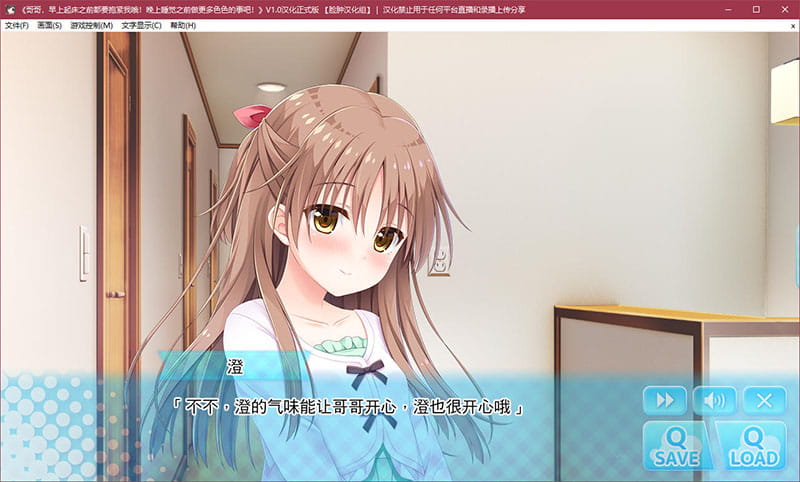 《哥哥，早上起床之前都要抱紧我哦！晚上睡觉之前做更多色色的事吧！》V1.0汉化正式版 【脸肿汉化组】 | 汉化禁止用于任何平台直播和录播上传分享
文件(F) 画面(S) 游戏控制(M) 文字显示(C) 帮助(H)
澄
「 不不，澄的气味能让哥哥开心，澄也很开心哦 」
Q SAVE Q LOAD